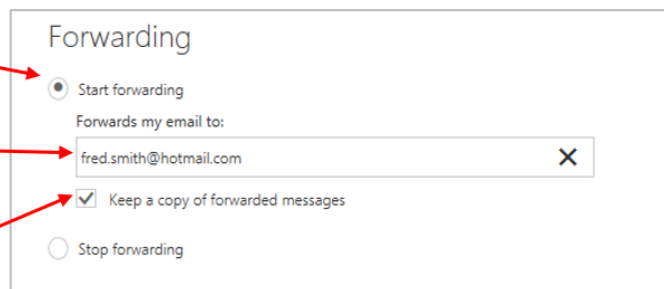 Forwarding
Start forwarding
Forwards my email to:
fred.smith@hotmail.com
Keep a copy of forwarded messages
Stop forwarding